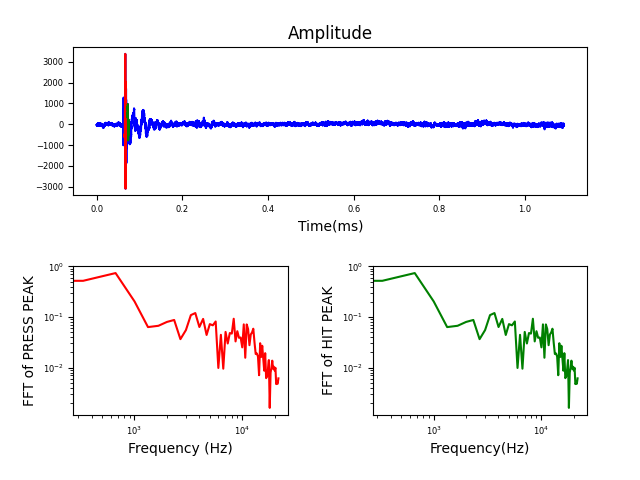 Amplitude
3000
2000
1000
0
−1000
−2000
−3000
0.0 0.2 0.4 0.6 0.8 1.0
Time(ms)
FFT of PRESS PEAK
10⁰
10⁻¹
10⁻²
10³ 10⁴
Frequency (Hz)
FFT of HIT PEAK
10⁰
10⁻¹
10⁻²
10³ 10⁴
Frequency(Hz)